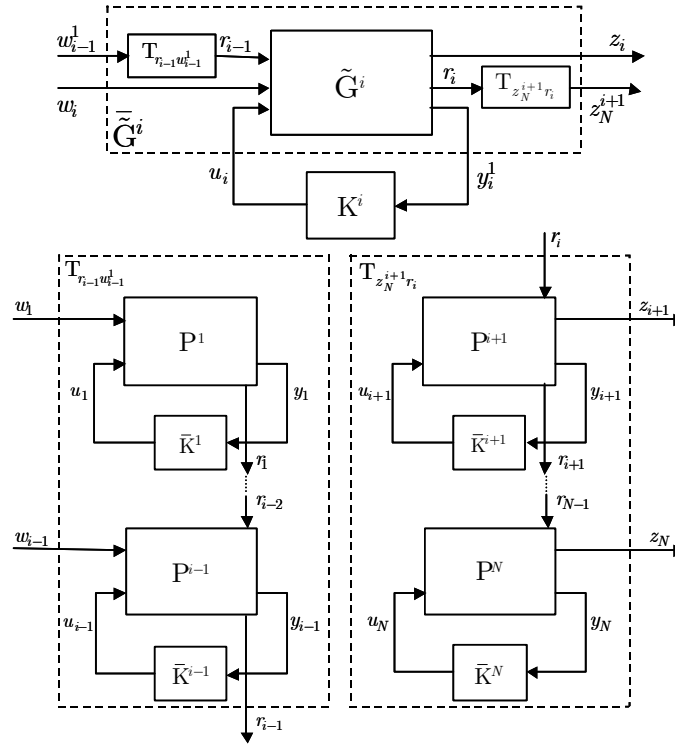 w_{i-1}^1 T_{r_{i-1}w_{i-1}^1} r_{i-1} z_i
w_i G̃^i r_i T_{z_N^{i+1}r_i} z_N^{i+1}
G̃̄^i
u_i K^i y_i^1
r_i
T_{r_{i-1}w_{i-1}^1} T_{z_N^{i+1}r_i}
w_1 P^1 P^{i+1} z_{i+1}
u_1 y_1 u_{i+1} y_{i+1}
K̄^1 K̄^{i+1}
r_1 r_{i+1}
r_{i-2} r_{N-1}
w_{i-1} P^{i-1} P^N z_N
u_{i-1} y_{i-1} u_N y_N
K̄^{i-1} K̄^N
r_{i-1}